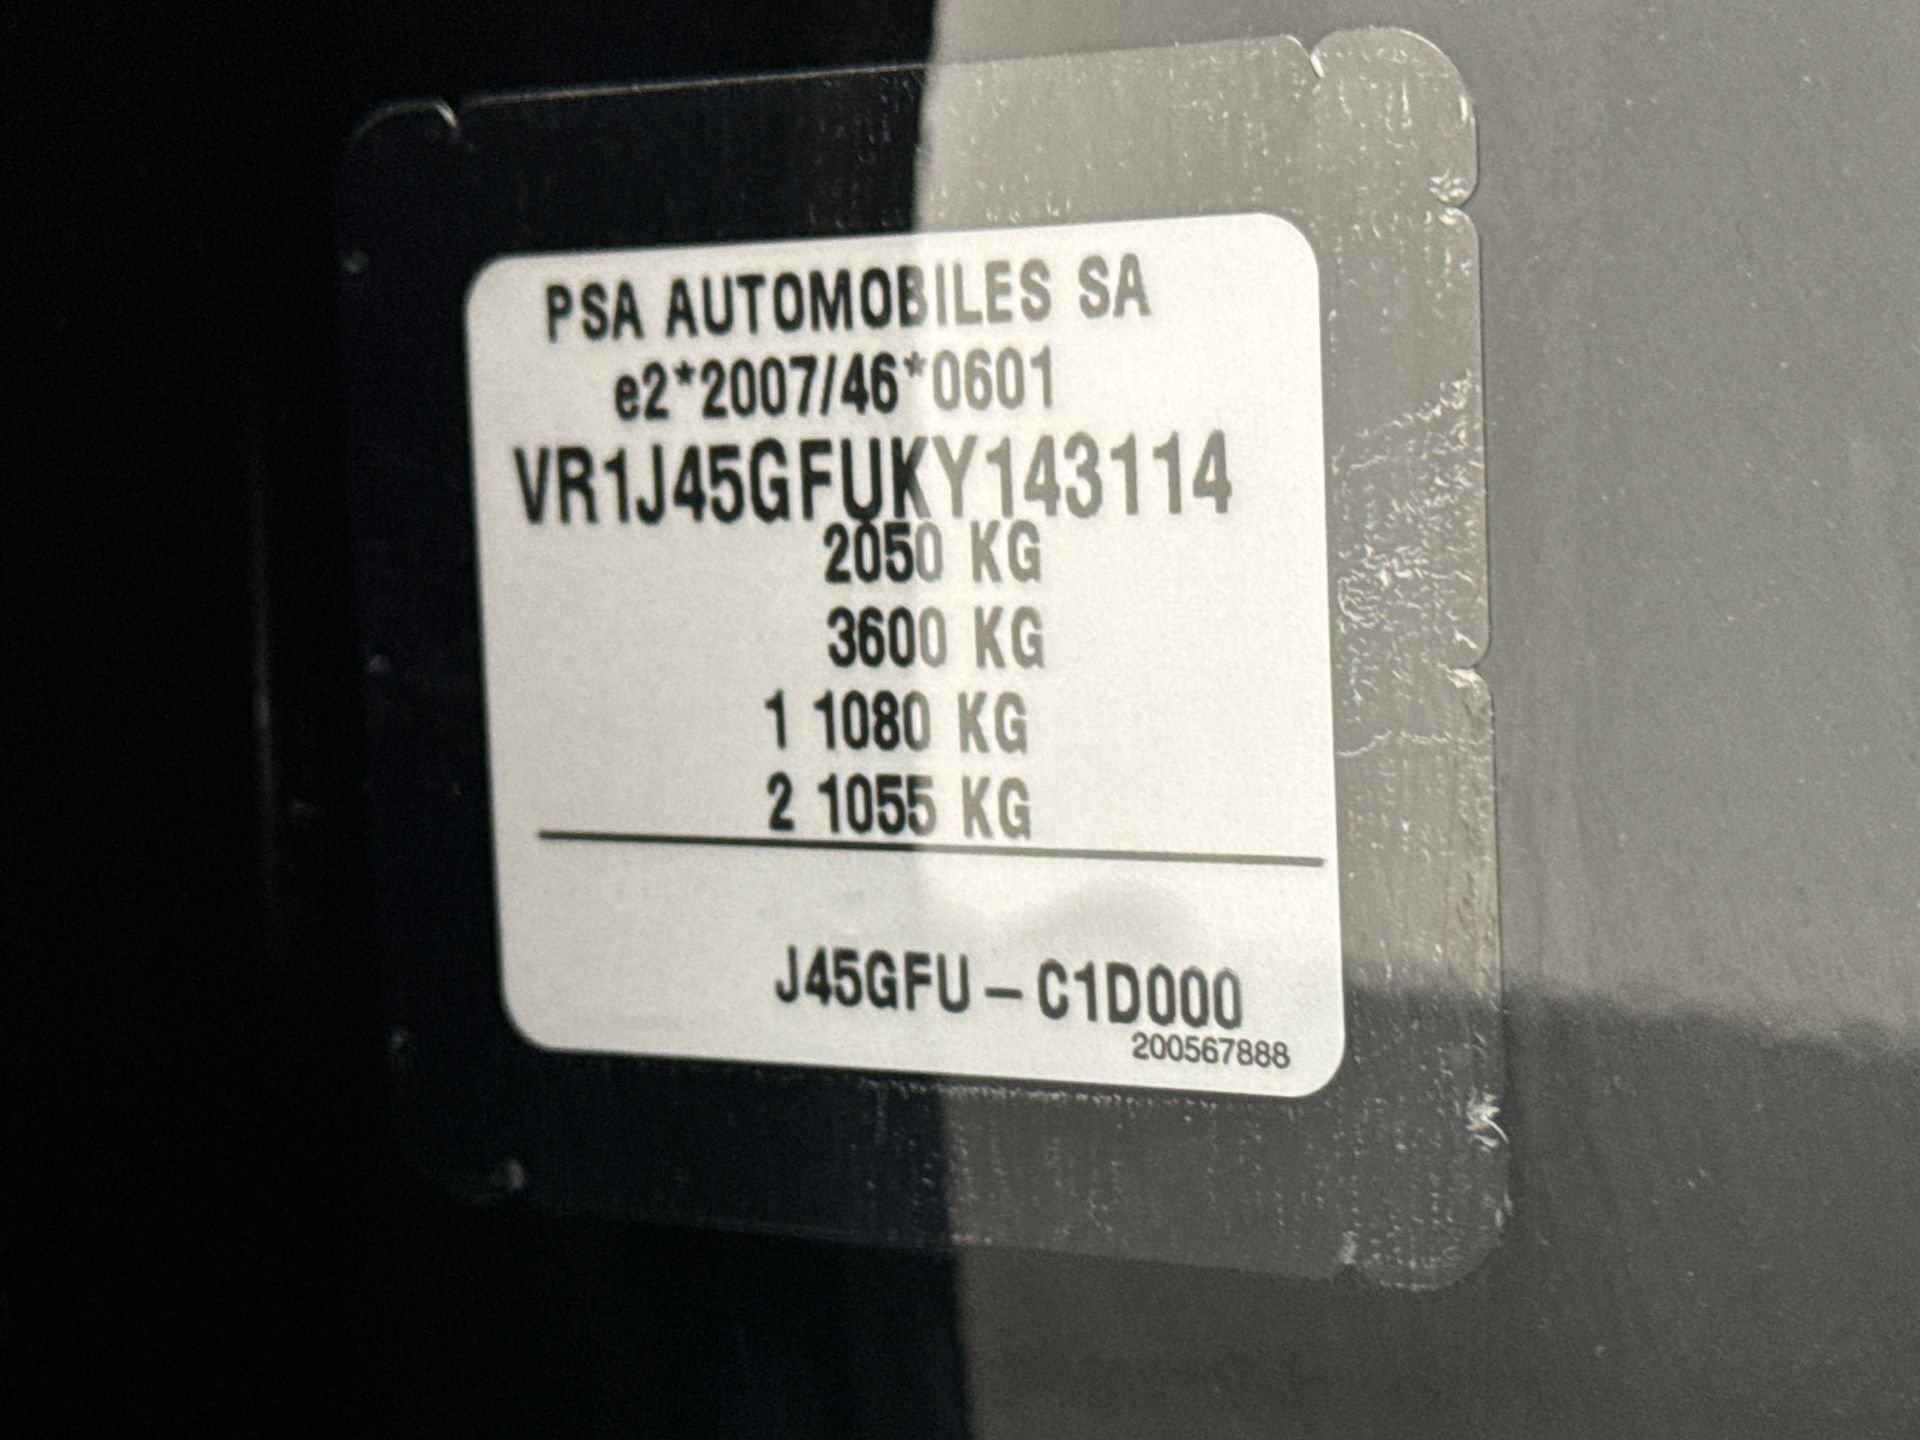 PSA AUTOMOBILES SA
e2*2007/46*0601
VR1J45GFUKY143114
2050 KG
3600 KG
1 1080 KG
2 1055 KG
J45GFU – C1D000
200567888